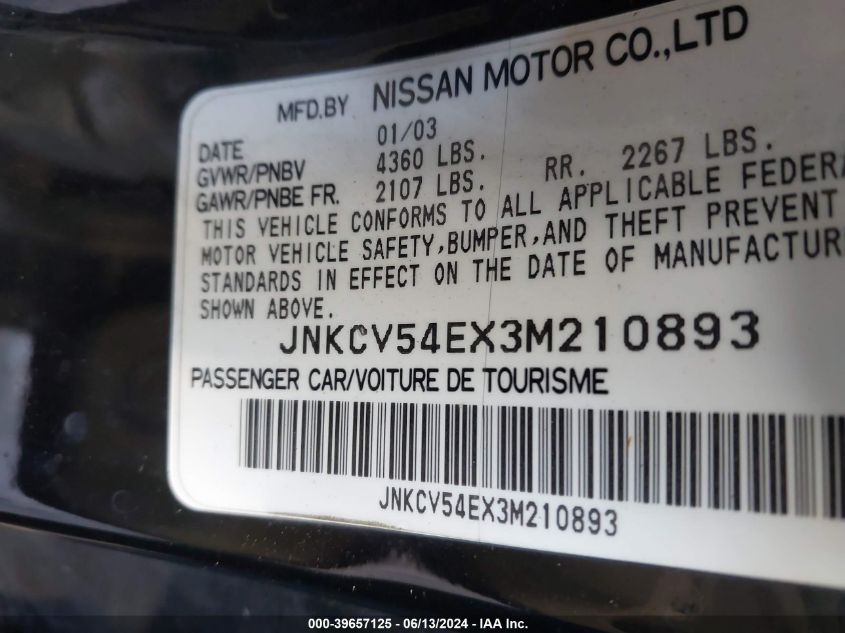 MFD.BY NISSAN MOTOR CO.,LTD
DATE 01/03
GVWR/PNBV 4360 LBS.
GAWR/PNBE FR. 2107 LBS. RR. 2267 LBS.
THIS VEHICLE CONFORMS TO ALL APPLICABLE FEDERA
MOTOR VEHICLE SAFETY,BUMPER,AND THEFT PREVENT
STANDARDS IN EFFECT ON THE DATE OF MANUFACTUR
SHOWN ABOVE.
JNKCV54EX3M210893
PASSENGER CAR/VOITURE DE TOURISME
JNKCV54EX3M210893
000-39657125 - 06/13/2024 - IAA Inc.